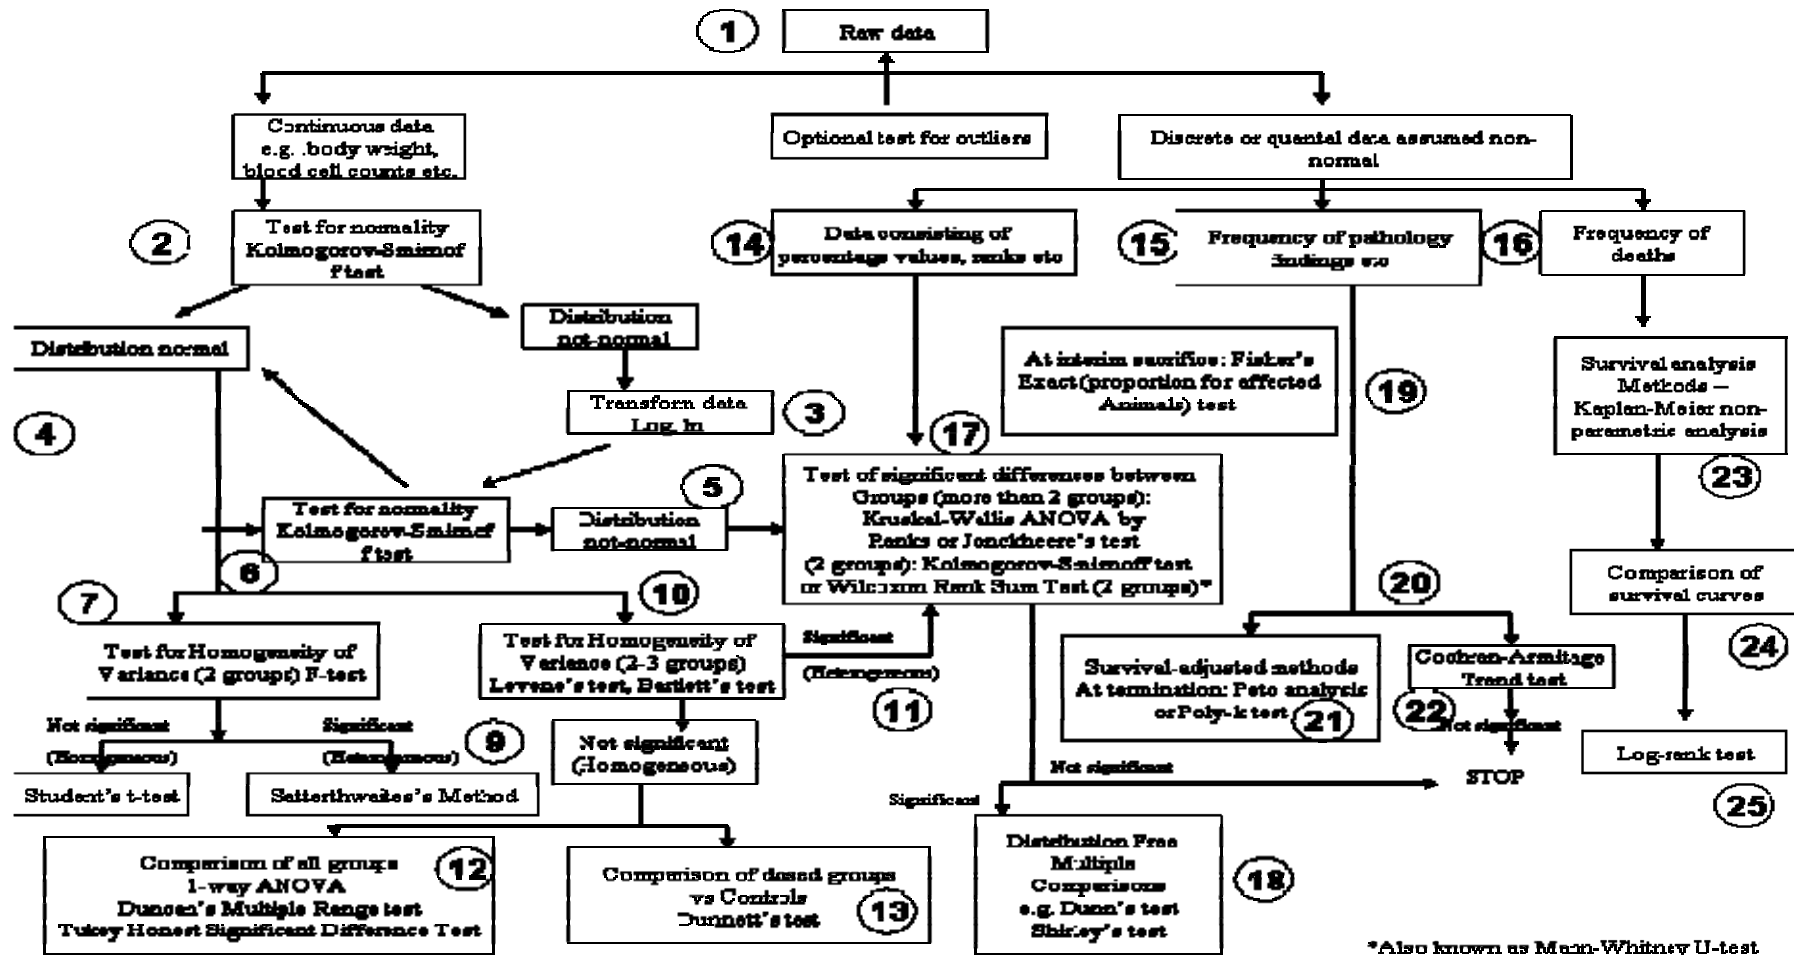 1
Raw data
Continuous data
e.g. .body weight,
blood cell counts etc.
Optional test for outliers
Discrete or quantal data assumed non-
normal
2
Test for normality
Kolmogorov-Smirnof
f test
14
Data consisting of
percentage values, ranks etc
15
Frequency of pathology
findings etc
16
Frequency of
deaths
Distribution normal
Distribution
not-normal
At interim sacrifice: Fisher's
Exact (proportion for affected
Animals) test
19
Survival analysis
Methods –
Kaplan-Meier non-
parametric analysis
Transform data
Log, ln
3
4
17
5
23
Test for normality
Kolmogorov-Smirnof
f test
Distribution
not-normal
Test of significant differences between
Groups (more than 2 groups):
Kruskal-Wallis ANOVA by
Ranks or Jonckheere's test
(2 groups): Kolmogorov-Smirnoff test
or Wilcoxon Rank Sum Test (2 groups)*
6
7
10
20
Comparison of
survival curves
24
Test for Homogeneity of
Variance (2 groups) F-test
Test for Homogeneity of
Variance (2-3 groups)
Levene's test, Bartlett's test
Significant
(Heterogeneous)
11
Survival-adjusted methods
At termination: Peto analysis
or Poly-k test
21
Cochran-Armitage
Trend test
22
Not significant
STOP
Not significant
(Homogeneous)
Significant
(Heterogeneous)
9
Not significant
(Homogeneous)
Log-rank test
25
Student's t-test
Satterthwaites's Method
Not significant
Significant
Comparison of all groups
1-way ANOVA
Duncan's Multiple Range test
Tukey Honest Significant Difference Test
12
Comparison of dosed groups
vs Controls
Dunnett's test
13
Distribution Free
Multiple
Comparisons
e.g. Dunn's test
Shirley's test
18
*Also known as Mann-Whitney U-test